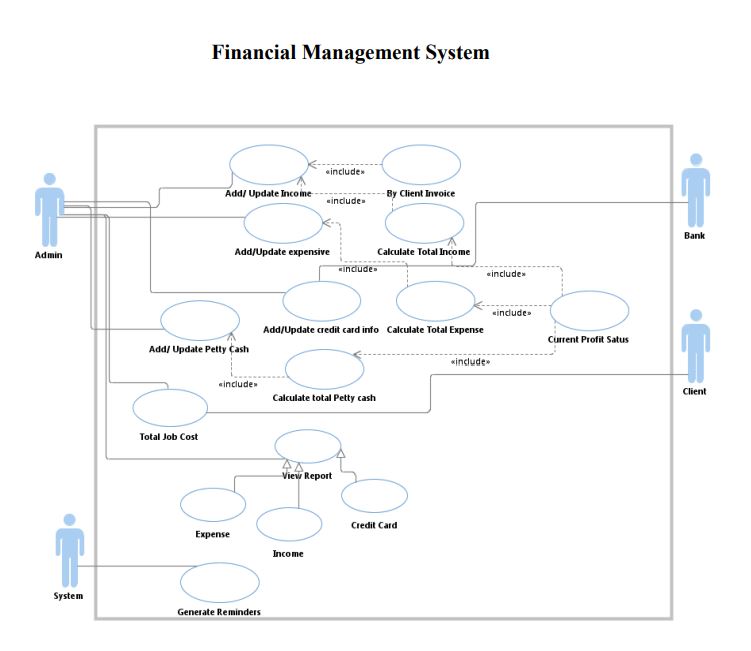 Financial Management System
Add/ Update Income
«include»
By Client Invoice
«include»
Admin
Bank
Add/Update expensive
Calculate Total Income
«include»
«include»
Add/Update credit card info
Calculate Total Expense
«include»
Current Profit Satus
Add/ Update Petty Cash
«include»
«include»
Calculate total Petty cash
Client
Total Job Cost
View Report
Expense
Income
Credit Card
System
Generate Reminders